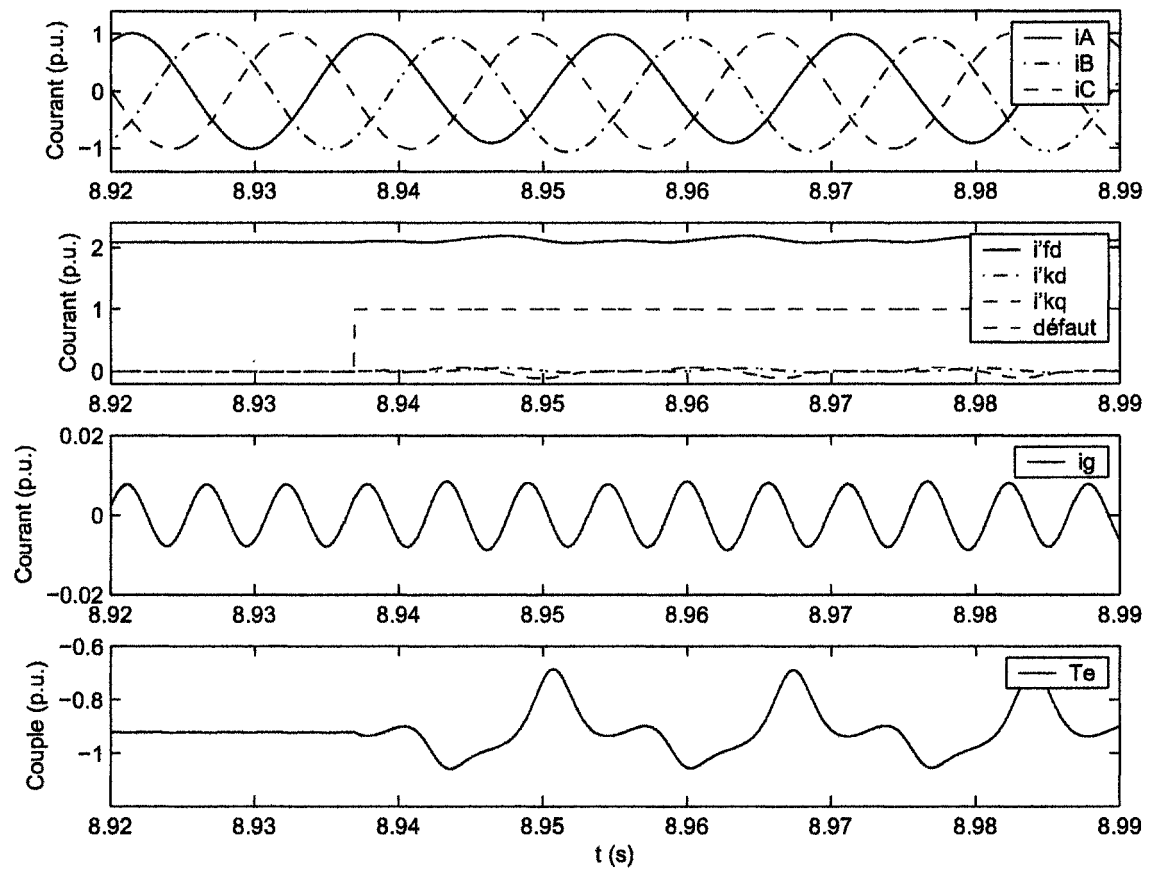 Courant (p.u.)
1
0
−1
iA
iB
iC
8.92 8.93 8.94 8.95 8.96 8.97 8.98 8.99
Courant (p.u.)
2
1
0
i'fd
i'kd
i'kq
défaut
8.92 8.93 8.94 8.95 8.96 8.97 8.98 8.99
Courant (p.u.)
0.02
0
−0.02
ig
8.92 8.93 8.94 8.95 8.96 8.97 8.98 8.99
Couple (p.u.)
−0.6
−0.8
−1
Te
8.92 8.93 8.94 8.95 8.96 8.97 8.98 8.99
t (s)